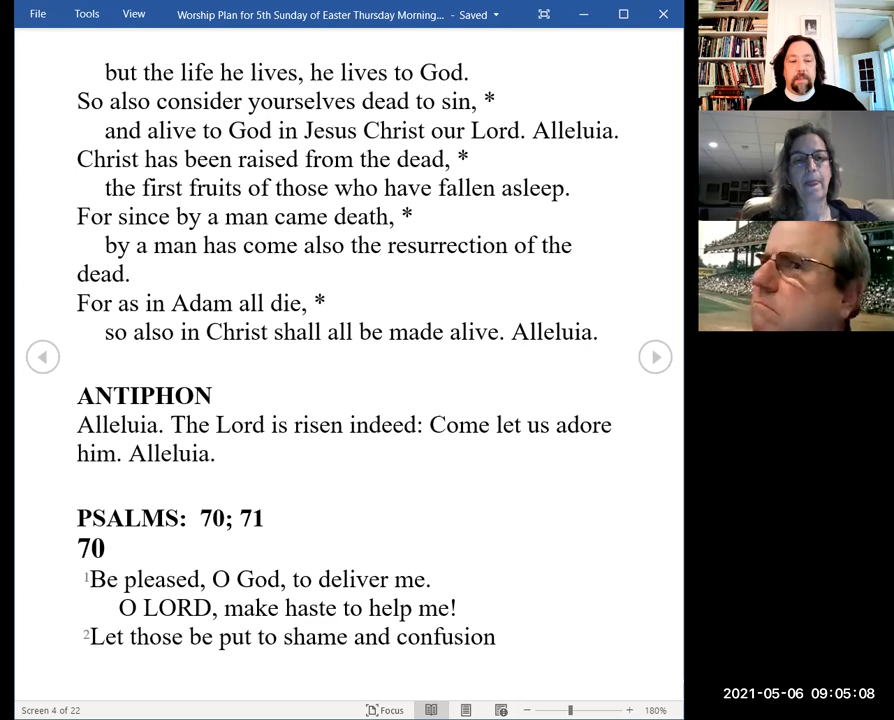 File Tools View Worship Plan for 5th Sunday of Easter Thursday Morning... - Saved
but the life he lives, he lives to God.
So also consider yourselves dead to sin, *
and alive to God in Jesus Christ our Lord. Alleluia.
Christ has been raised from the dead, *
the first fruits of those who have fallen asleep.
For since by a man came death, *
by a man has come also the resurrection of the
dead.
For as in Adam all die, *
so also in Christ shall all be made alive. Alleluia.
ANTIPHON
Alleluia. The Lord is risen indeed: Come let us adore
him. Alleluia.
PSALMS: 70; 71
70
1Be pleased, O God, to deliver me.
O LORD, make haste to help me!
2Let those be put to shame and confusion
Screen 4 of 22 Focus 180%
2021-05-06 09:05:08